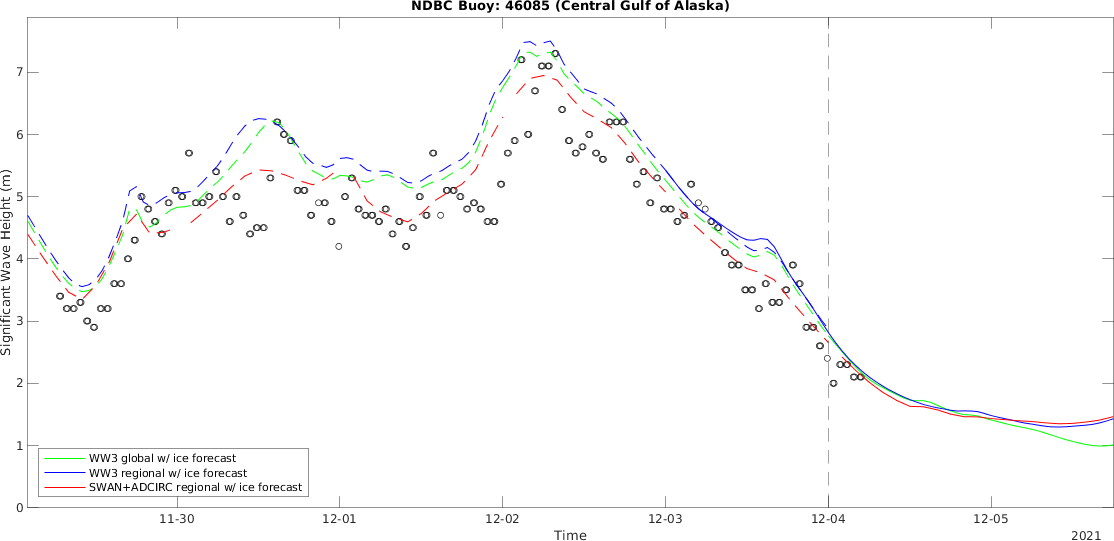 NDBC Buoy: 46085 (Central Gulf of Alaska)
Significant Wave Height (m)
7
6
5
4
3
2
1
0
WW3 global w/ ice forecast
WW3 regional w/ ice forecast
SWAN+ADCIRC regional w/ ice forecast
11-30
12-01
12-02
12-03
12-04
12-05
Time
2021